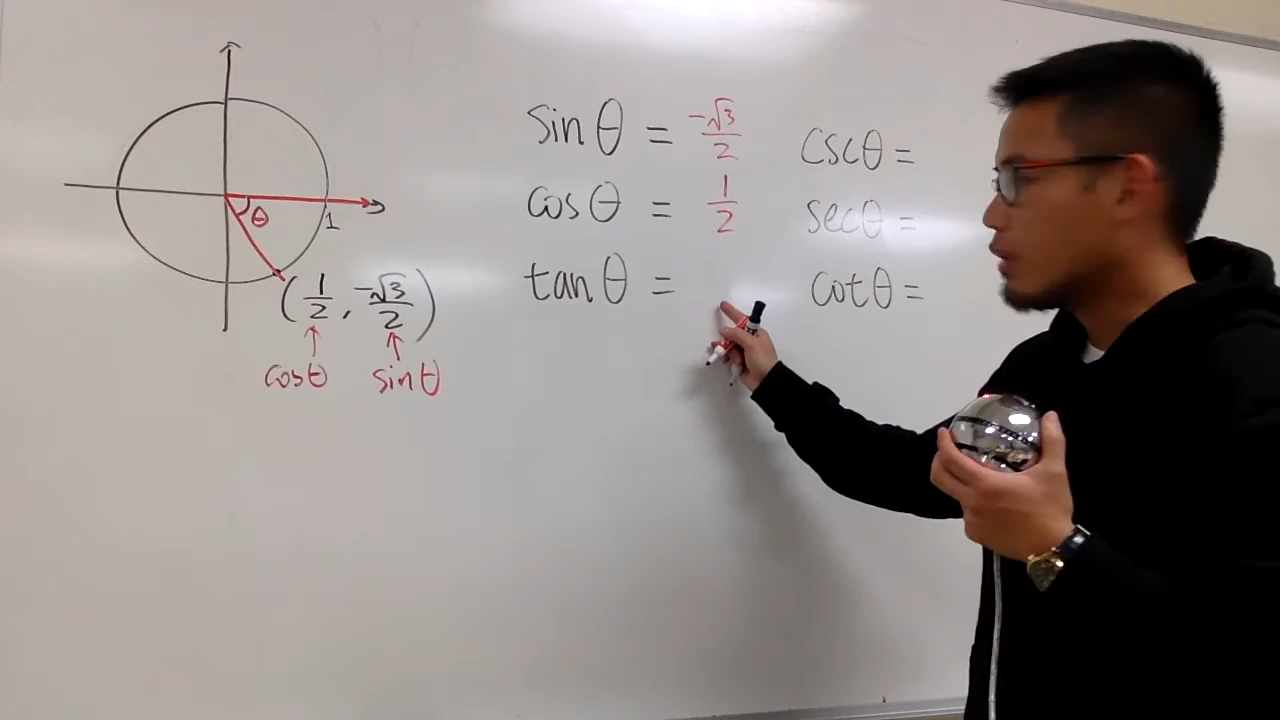 sin θ = -√3/2
cos θ = 1/2
tan θ =
csc θ =
sec θ =
cot θ =
θ
1
(1/2, -√3/2)
cos θ
sin θ